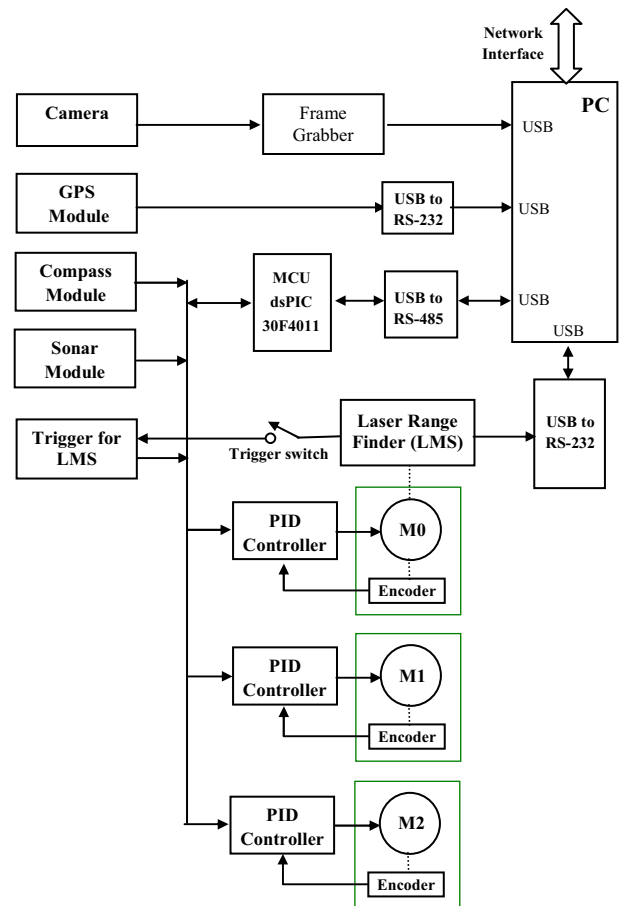 Network
Interface
PC
Camera
Frame
Grabber
USB
GPS
Module
USB to
RS-232
USB
Compass
Module
MCU
dsPIC
30F4011
USB to
RS-485
USB
USB
Sonar
Module
Trigger for
LMS
Trigger switch
Laser Range
Finder (LMS)
USB to
RS-232
PID
Controller
M0
Encoder
PID
Controller
M1
Encoder
PID
Controller
M2
Encoder